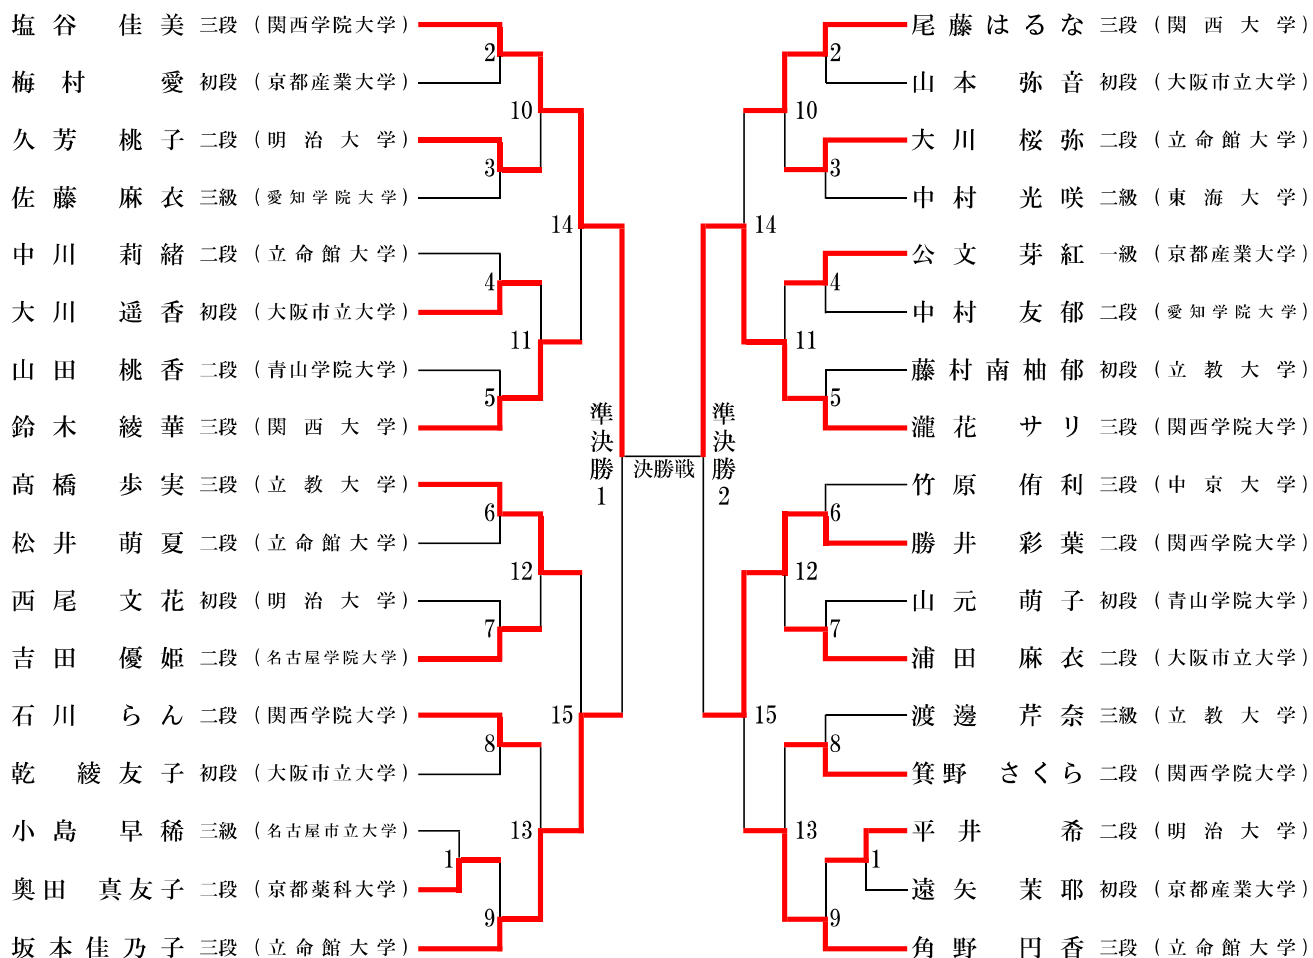 塩谷 佳美 三段 (関西学院大学)
梅村 愛 初段 (京都産業大学)
久芳 桃子 二段 (明治大学)
佐藤 麻衣 三級 (愛知学院大学)
中川 莉緒 二段 (立命館大学)
大川 遥香 初段 (大阪市立大学)
山田 桃香 二段 (青山学院大学)
鈴木 綾華 三段 (関西大学)
髙橋 歩実 三段 (立教大学)
松井 萌夏 二段 (立命館大学)
西尾 文花 初段 (明治大学)
吉田 優姫 二段 (名古屋学院大学)
石川 らん 二段 (関西学院大学)
乾 綾友子 初段 (大阪市立大学)
小島 早稀 三級 (名古屋市立大学)
奥田 真友子 二段 (京都薬科大学)
坂本佳乃子 三段 (立命館大学)
2
3
4
5
6
7
8
1
9
10
11
12
13
14
15
準決勝1
決勝戦
準決勝2
14
15
10
11
12
13
2
3
4
5
6
7
8
1
9
尾藤はるな 三段 (関西大学)
山本 弥音 初段 (大阪市立大学)
大川 桜弥 二段 (立命館大学)
中村 光咲 二級 (東海大学)
公文 芽紅 一級 (京都産業大学)
中村 友郁 二段 (愛知学院大学)
藤村南柚郁 初段 (立教大学)
瀧花 サリ 三段 (関西学院大学)
竹原 侑利 三段 (中京大学)
勝井 彩葉 二段 (関西学院大学)
山元 萌子 初段 (青山学院大学)
浦田 麻衣 二段 (大阪市立大学)
渡邊 芹奈 三級 (立教大学)
箕野 さくら 二段 (関西学院大学)
平井 希 二段 (明治大学)
遠矢 茉耶 初段 (京都産業大学)
角野 円香 三段 (立命館大学)